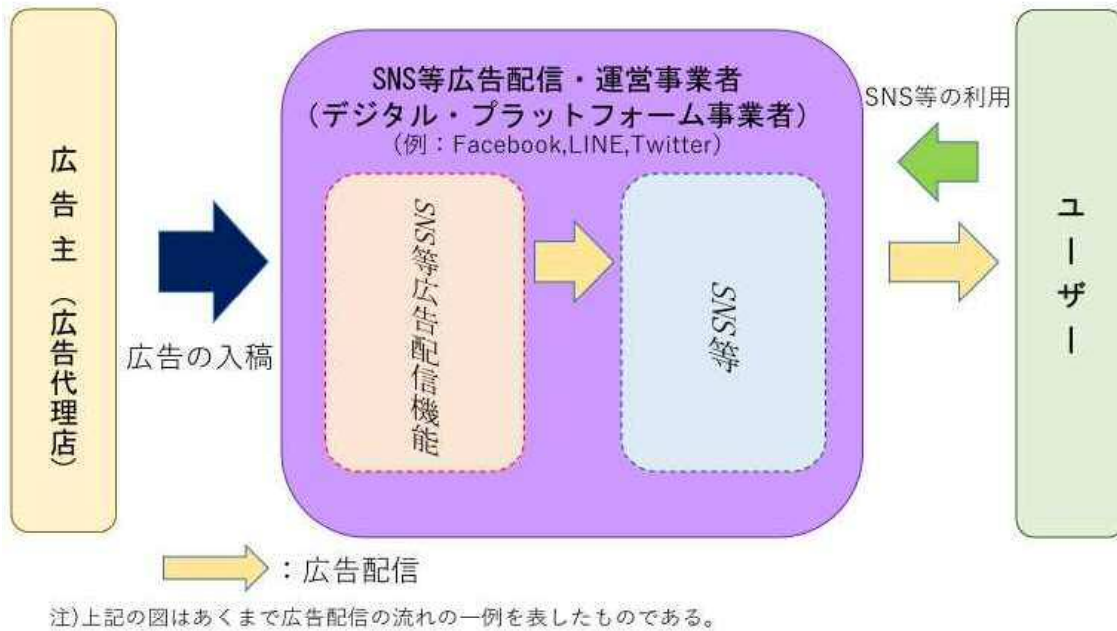 広告主（広告代理店）
広告の入稿
SNS等広告配信・運営事業者
（デジタル・プラットフォーム事業者）
（例：Facebook,LINE,Twitter）
SNS等広告配信機能
SNS等
SNS等の利用
ユーザー
：広告配信
注)上記の図はあくまで広告配信の流れの一例を表したものである。